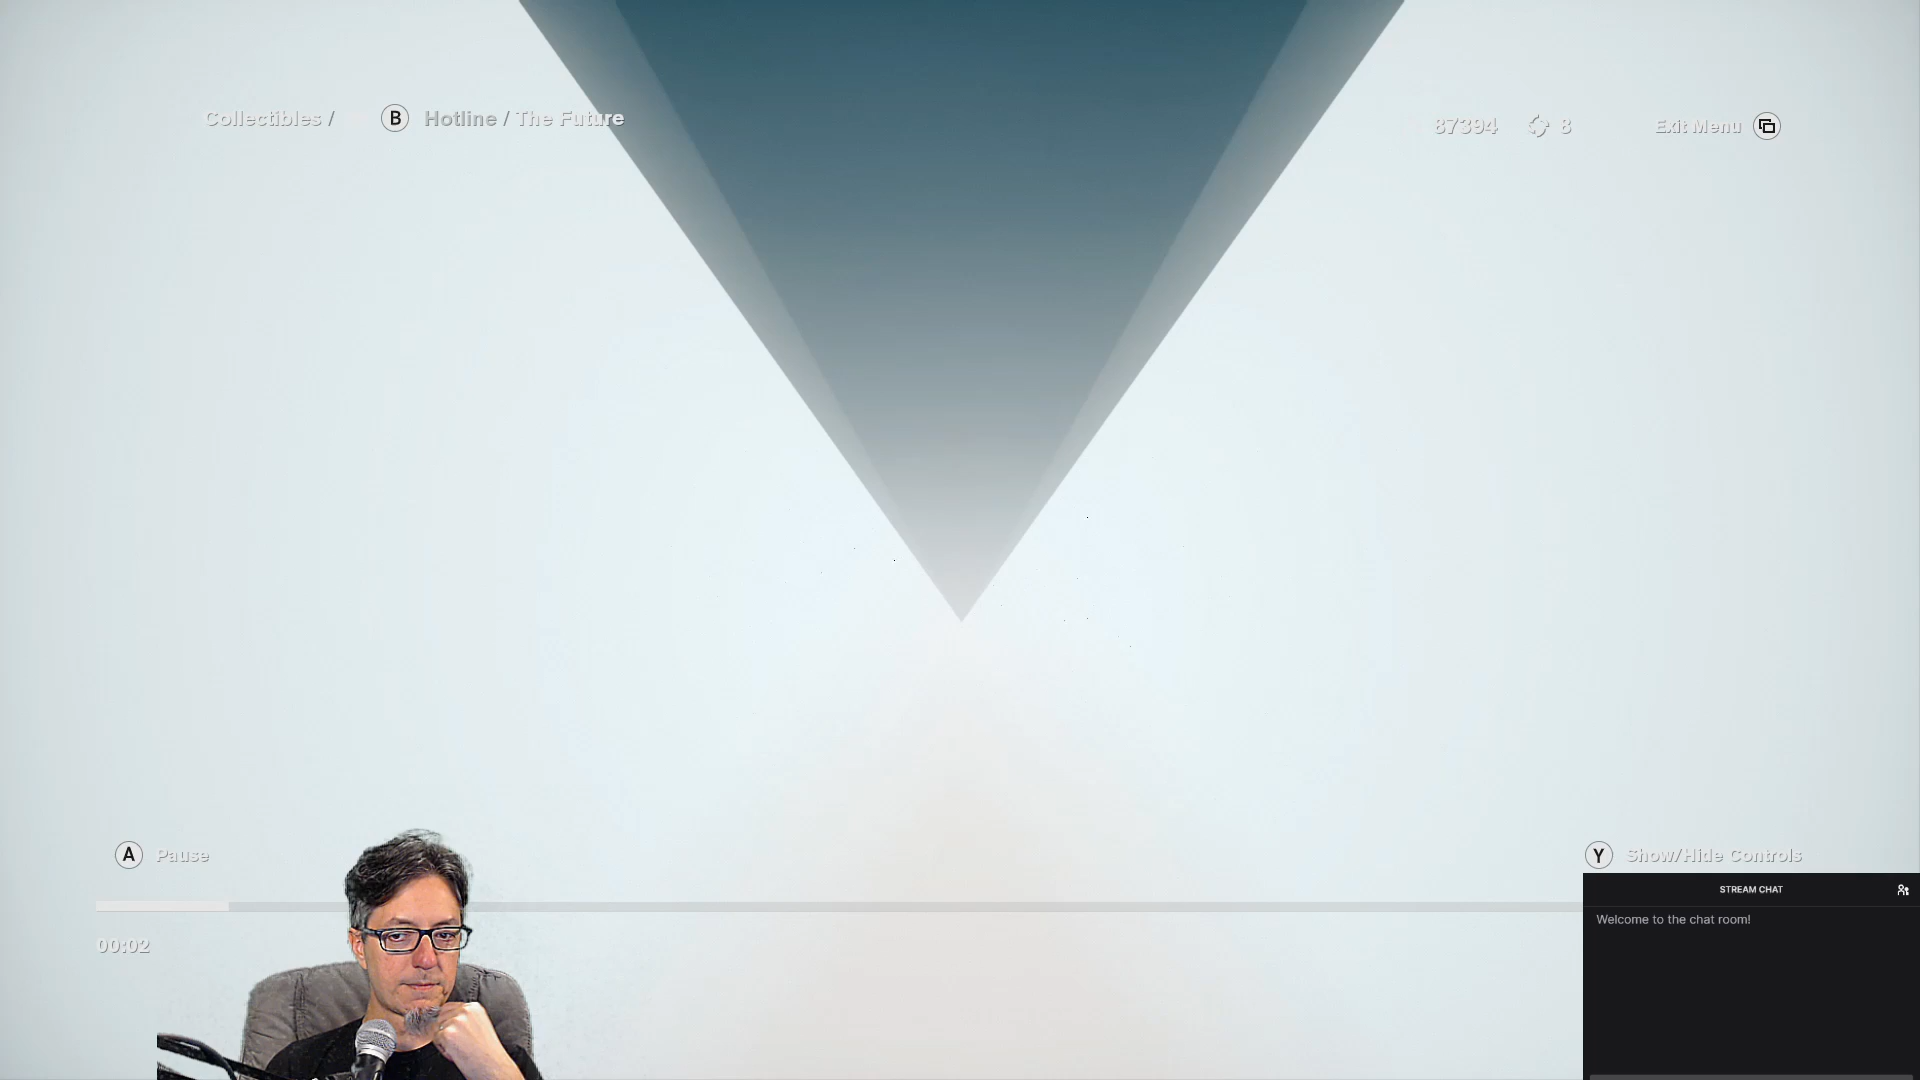 Collectibles /
B Hotline / The Future
87394 8
Exit Menu
A Pause
Y Show/Hide Controls
STREAM CHAT
Welcome to the chat room!
00:02